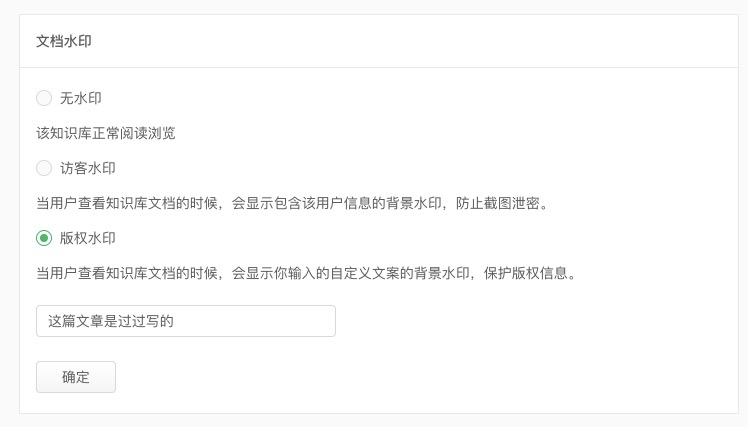 文档水印
无水印
该知识库正常阅读浏览
访客水印
当用户查看知识库文档的时候，会显示包含该用户信息的背景水印，防止截图泄密。
版权水印
当用户查看知识库文档的时候，会显示你输入的自定义文案的背景水印，保护版权信息。
这篇文章是过过写的
确定